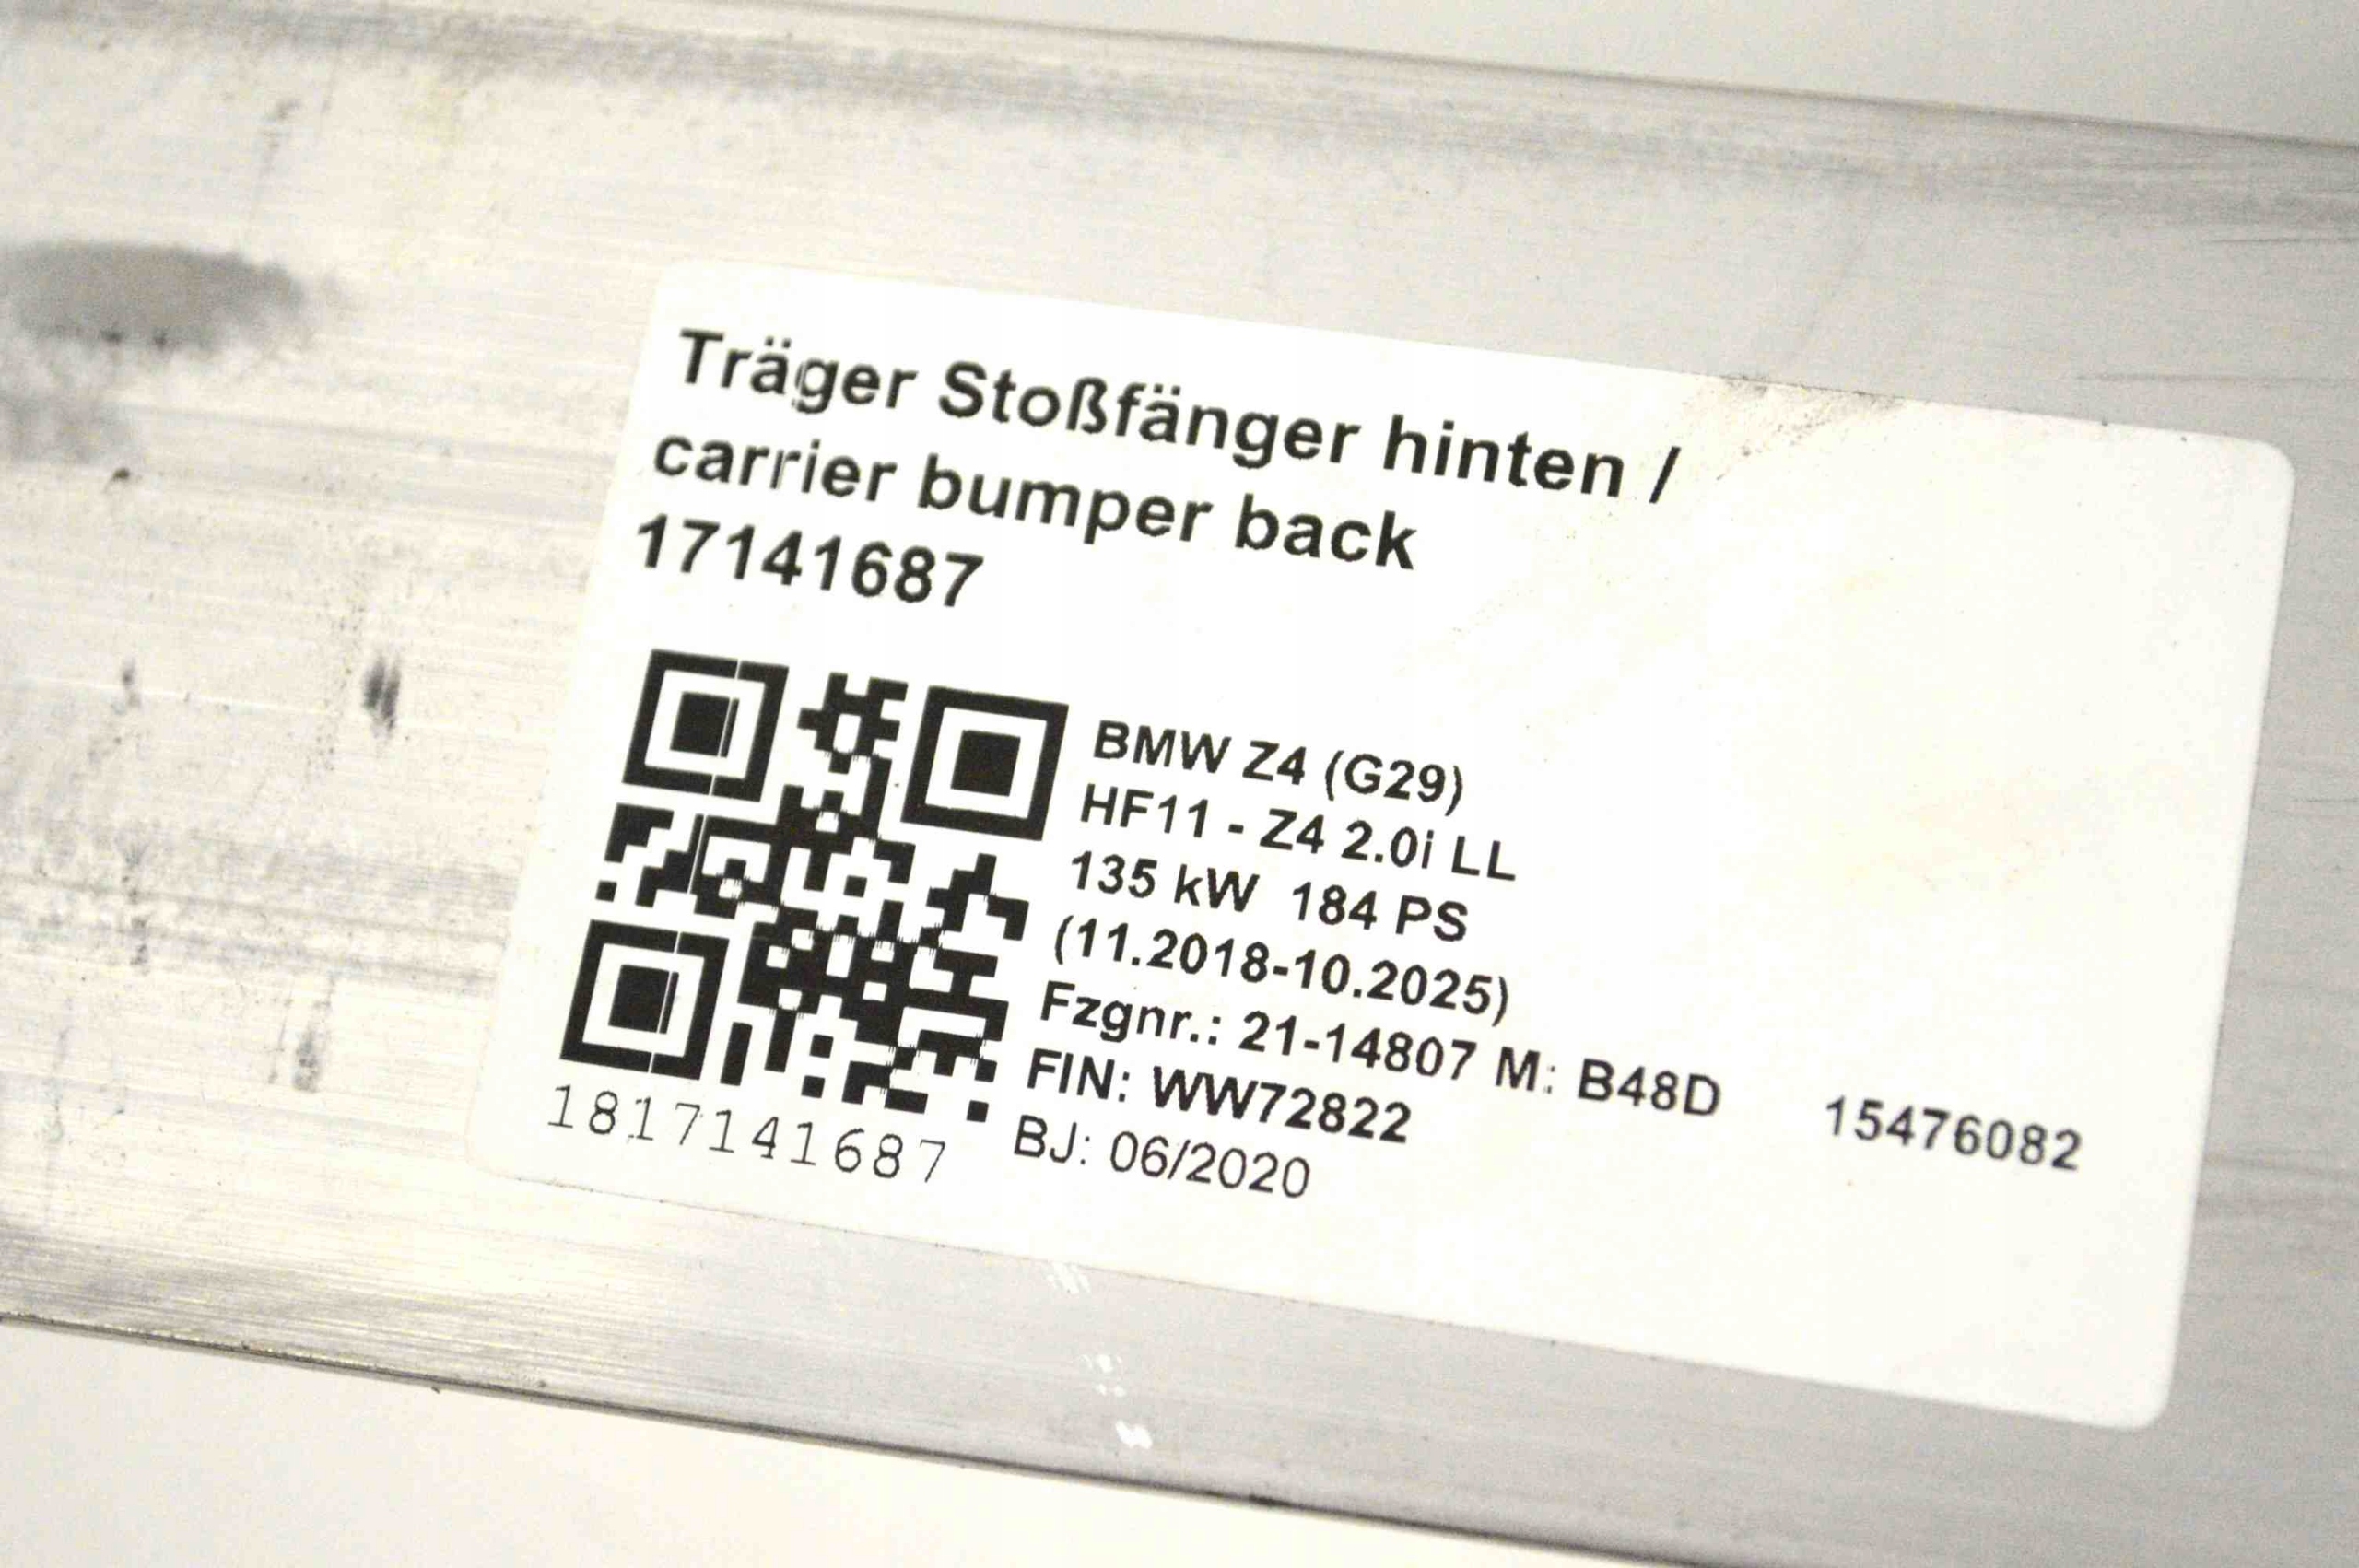 Träger Stoßfänger hinten /
carrier bumper back
17141687
BMW Z4 (G29)
HF11 - Z4 2.0i LL
135 kW 184 PS
(11.2018-10.2025)
Fzgnr.: 21-14807 M: B48D 15476082
FIN: WW72822
BJ: 06/2020
1817141687